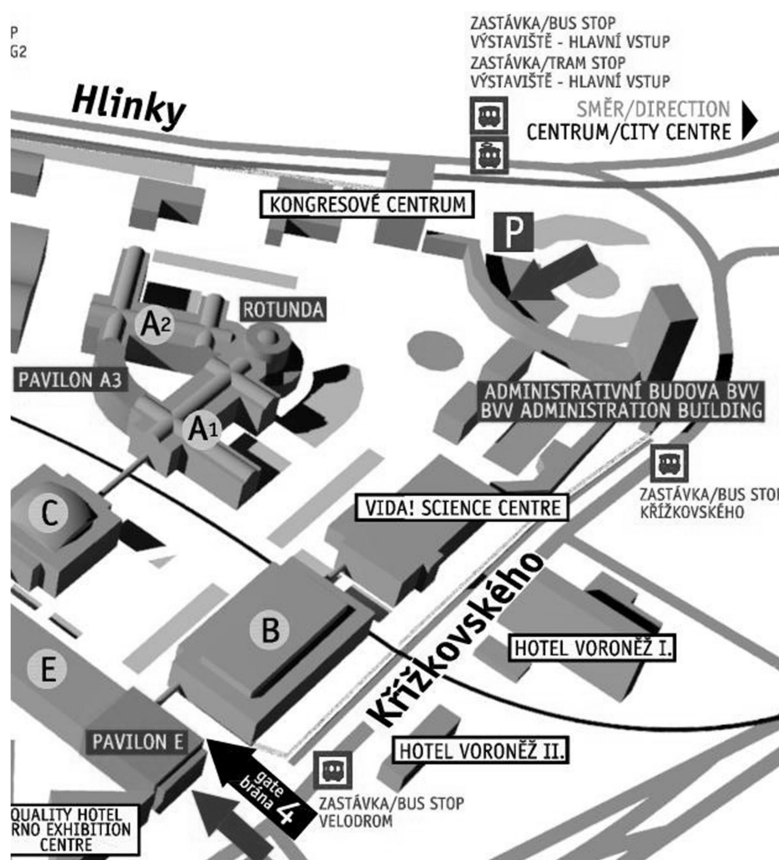 P
G2
ZASTÁVKA/BUS STOP
VÝSTAVIŠTĚ - HLAVNÍ VSTUP
ZASTÁVKA/TRAM STOP
VÝSTAVIŠTĚ - HLAVNÍ VSTUP
SMĚR/DIRECTION
CENTRUM/CITY CENTRE
Hlinky
KONGRESOVÉ CENTRUM
P
A2
ROTUNDA
PAVILON A3
A1
ADMINISTRATIVNÍ BUDOVA BVV
BVV ADMINISTRATION BUILDING
ZASTÁVKA/BUS STOP
KŘÍŽKOVSKÉHO
C
VIDA! SCIENCE CENTRE
Křížkovského
B
HOTEL VORONĚŽ I.
E
PAVILON E
HOTEL VORONĚŽ II.
gate
brána 4
ZASTÁVKA/BUS STOP
VELODROM
QUALITY HOTEL
RNO EXHIBITION
CENTRE